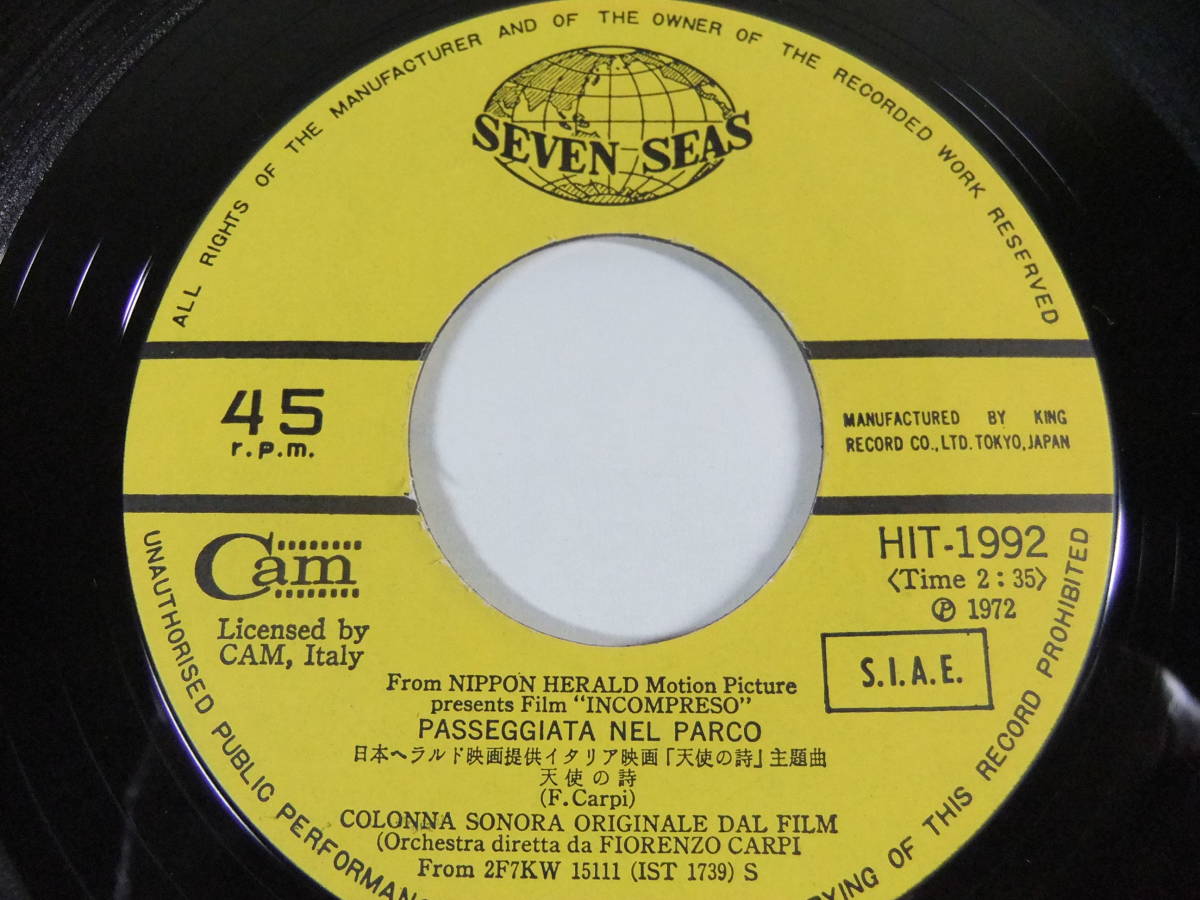 ALL RIGHTS OF THE MANUFACTURER AND OF THE OWNER OF THE RECORDED WORK RESERVED
SEVEN SEAS
45
r.p.m.
MANUFACTURED BY KING
RECORD CO., LTD. TOKYO, JAPAN
Cam
Licensed by
CAM, Italy
HIT-1992
〈Time 2:35〉
Ⓟ 1972
S.I.A.E.
From NIPPON HERALD Motion Picture
presents Film "INCOMPRESO"
PASSEGGIATA NEL PARCO
日本ヘラルド映画提供イタリア映画「天使の詩」主題曲
天使の詩
(F. Carpi)
COLONNA SONORA ORIGINALE DAL FILM
(Orchestra diretta da FIORENZO CARPI
From 2F7KW 15111 (IST 1739) S
UNAUTHORISED PUBLIC PERFORMAN
YING OF THIS RECORD PROHIBITED